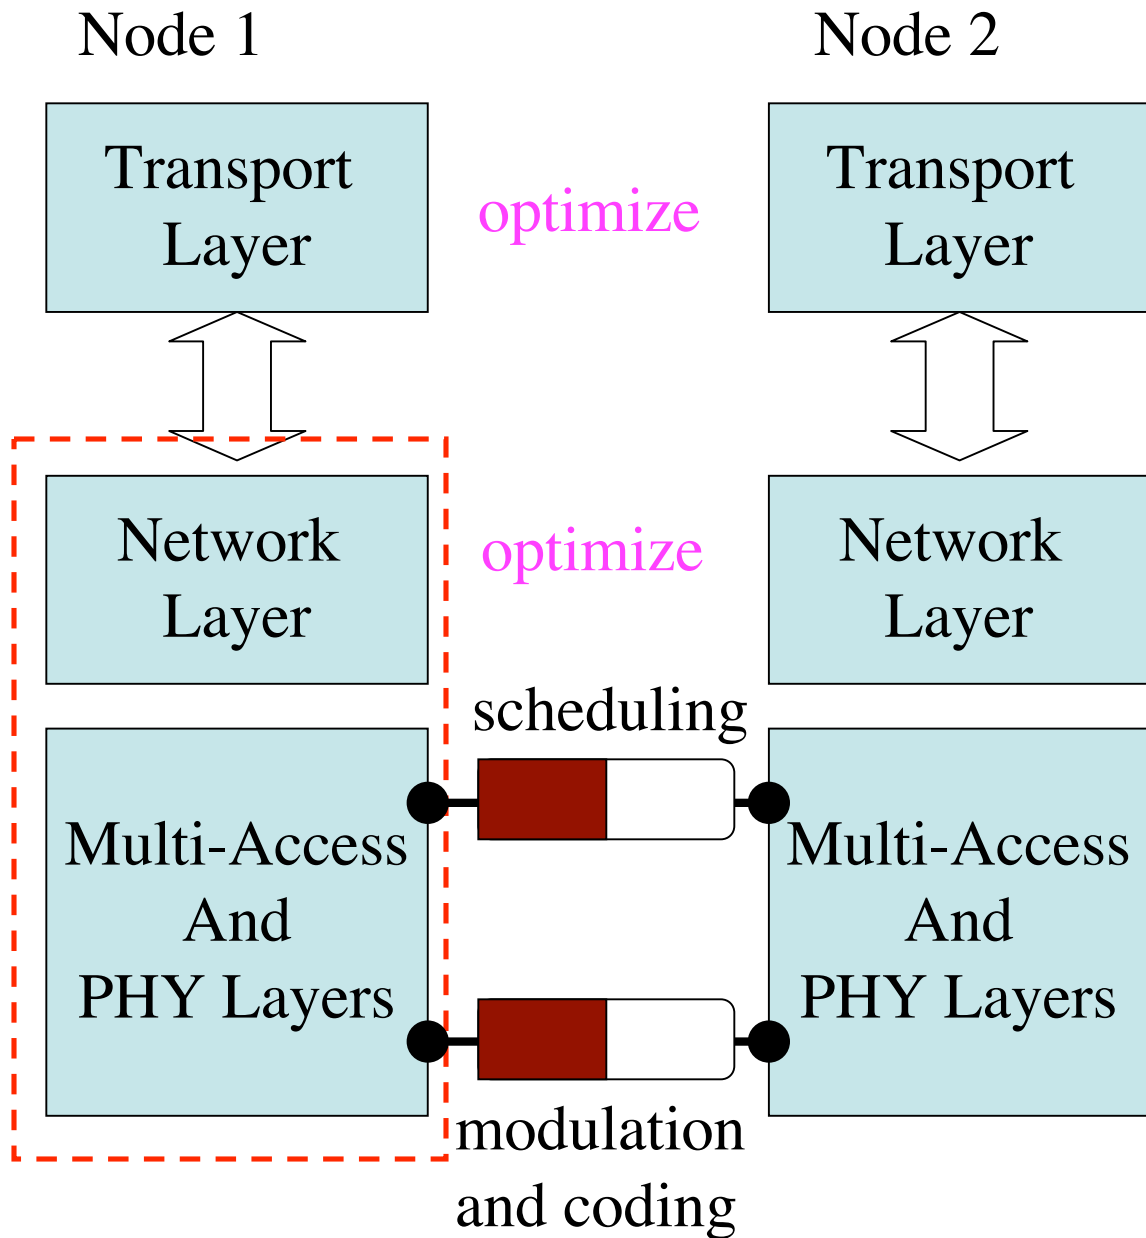 Node 1
Node 2
Transport
Layer
optimize
Transport
Layer
Network
Layer
optimize
Network
Layer
scheduling
Multi-Access
And
PHY Layers
Multi-Access
And
PHY Layers
modulation
and coding